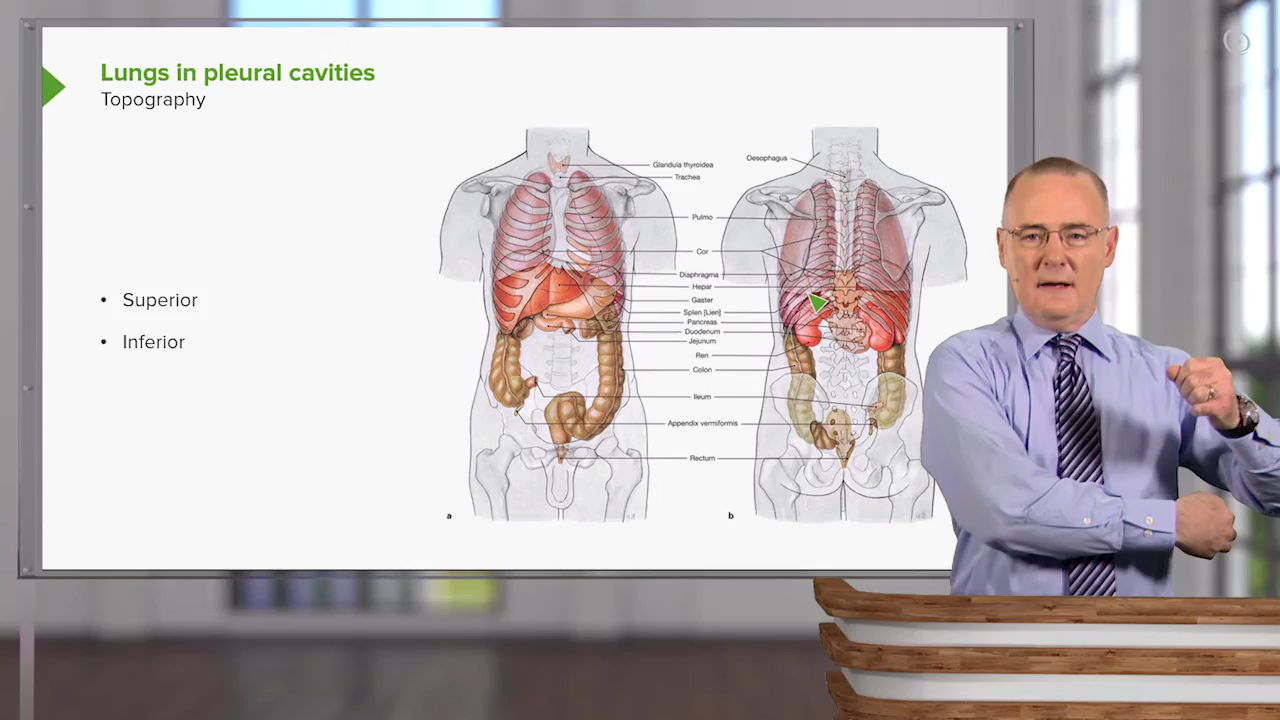 Lungs in pleural cavities
Topography
• Superior
• Inferior
Glandula thyroidea
Trachea
Oesophagus
Pulmo
Cor
Diaphragma
Hepar
Gaster
Splen [Lien]
Pancreas
Duodenum
Jejunum
Ren
Colon
Ileum
Appendix vermiformis
Rectum
a
b